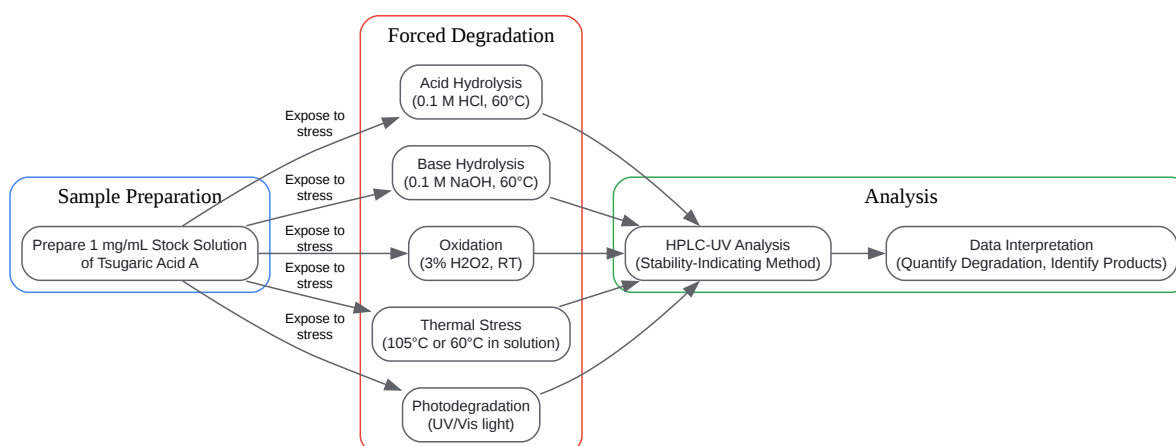 Forced Degradation
Acid Hydrolysis
(0.1 M HCl, 60°C)
Expose to
stress
Base Hydrolysis
(0.1 M NaOH, 60°C)
Expose to
stress
Sample Preparation
Analysis
Prepare 1 mg/mL Stock Solution
of Tsugaric Acid A
Expose to
stress
Oxidation
(3% H2O2, RT)
HPLC-UV Analysis
(Stability-Indicating Method)
Data Interpretation
(Quantify Degradation, Identify Products)
Expose to
stress
Thermal Stress
(105°C or 60°C in solution)
Expose to
stress
Photodegradation
(UV/Vis light)